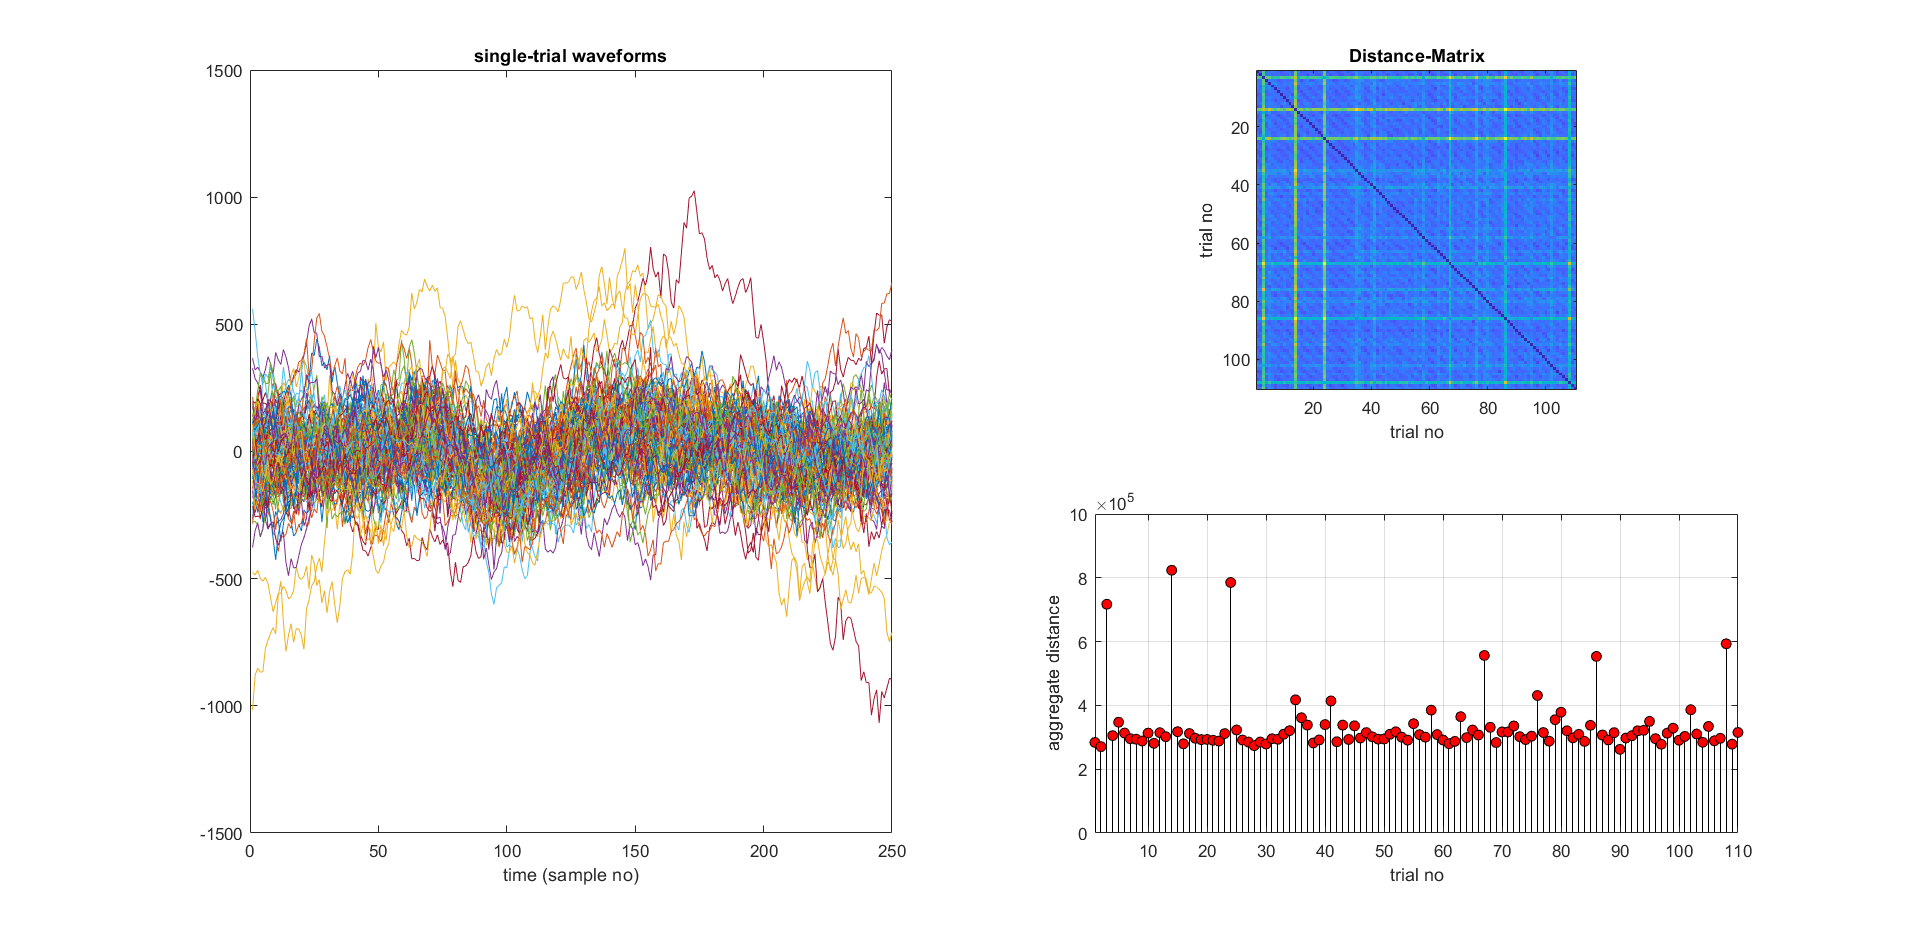 single-trial waveforms
1500
1000
500
0
-500
-1000
-1500
0 50 100 150 200 250
time (sample no)
Distance-Matrix
trial no
20
40
60
80
100
20 40 60 80 100
trial no
×10^5
aggregate distance
10
8
6
4
2
0
10 20 30 40 50 60 70 80 90 100 110
trial no